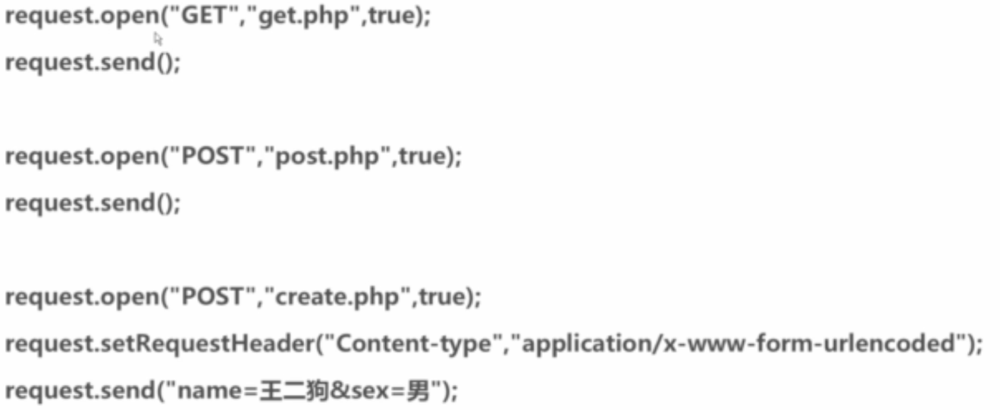 request.open("GET","get.php",true);
request.send();
request.open("POST","post.php",true);
request.send();
request.open("POST","create.php",true);
request.setRequestHeader("Content-type","application/x-www-form-urlencoded");
request.send("name=王二狗&sex=男");